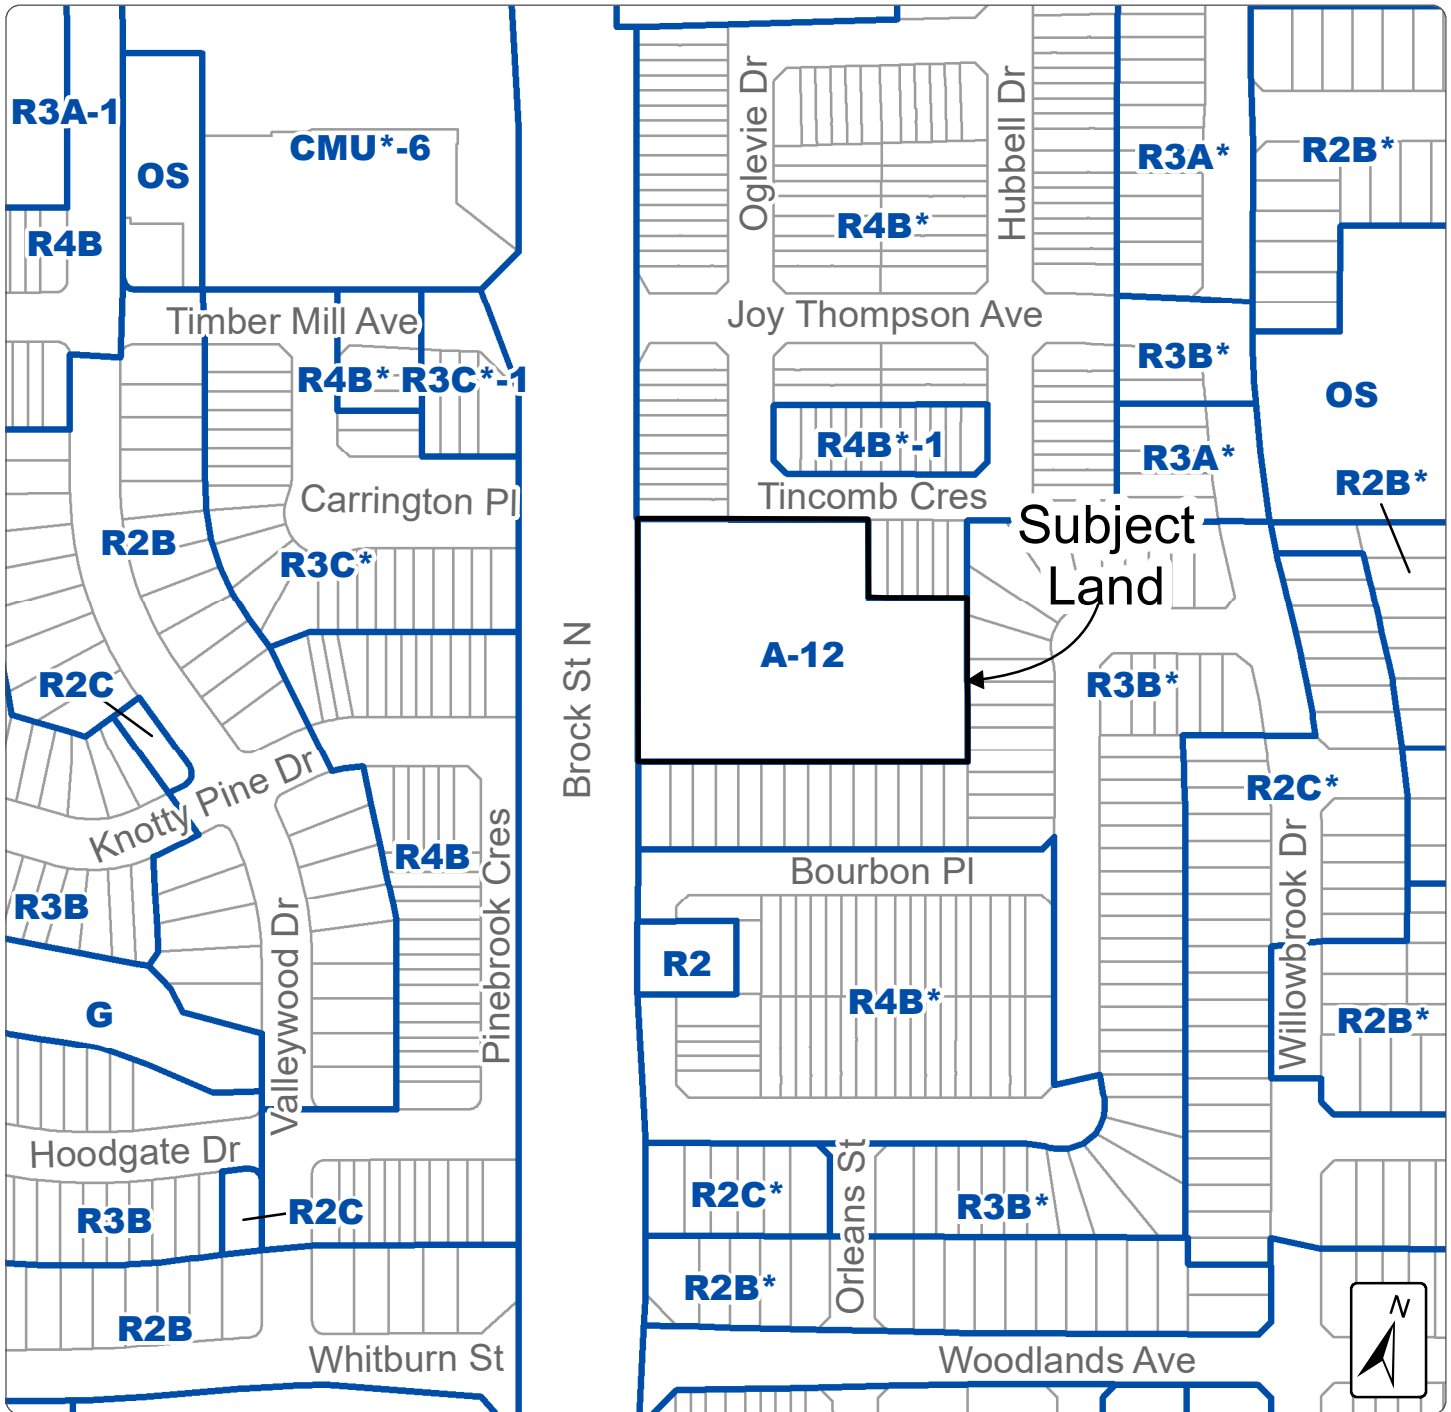 R3A-1
OS
CMU*-6
R4B
Oglevie Dr
Hubbell Dr
R4B*
R3A*
R2B*
Timber Mill Ave
Joy Thompson Ave
R4B*
R3C*-1
R3B*
OS
R4B*-1
R3A*
R2B*
Carrington Pl
Tincomb Cres
Subject
Land
R2B
R3C*
Brock St N
A-12
R2C
R3B*
Knotty Pine Dr
R2C*
R4B
Pinebrook Cres
Bourbon Pl
Willowbrook Dr
R3B
Valleywood Dr
R2
G
R4B*
R2B*
Hoodgate Dr
R3B
R2C
R2C*
Orleans St
R3B*
R2B
R2B*
N
Whitburn St
Woodlands Ave